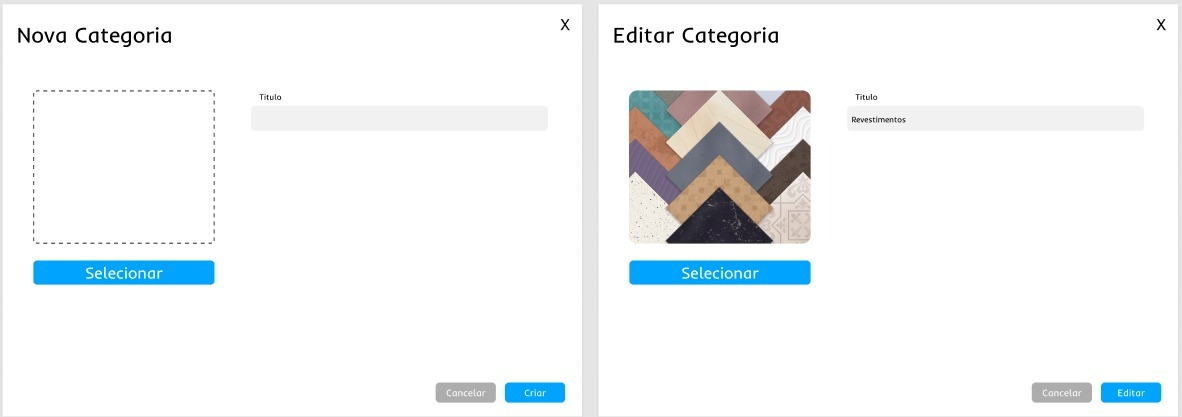 Nova Categoria
X
Titulo
Selecionar
Cancelar
Criar
Editar Categoria
X
Titulo
Revestimentos
Selecionar
Cancelar
Editar